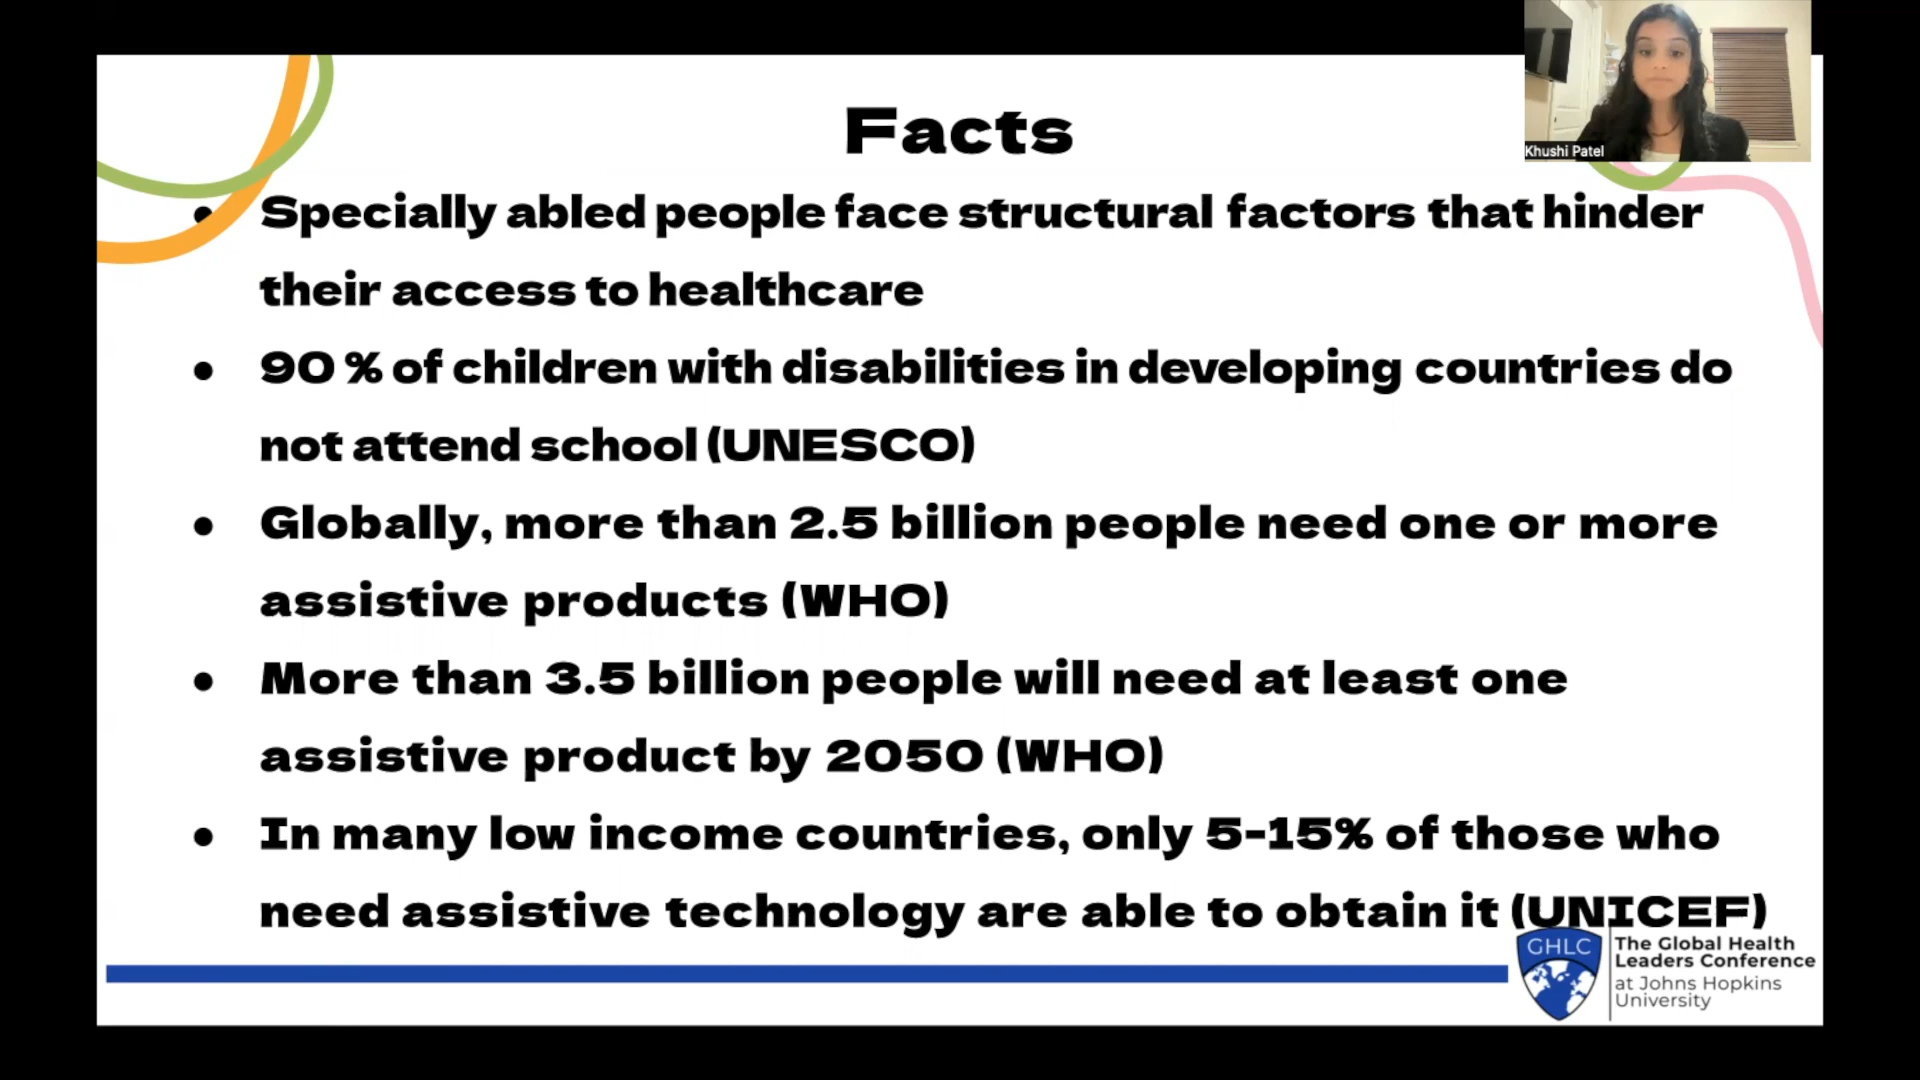 Facts
Khushi Patel
• Specially abled people face structural factors that hinder
their access to healthcare
• 90 % of children with disabilities in developing countries do
not attend school (UNESCO)
• Globally, more than 2.5 billion people need one or more
assistive products (WHO)
• More than 3.5 billion people will need at least one
assistive product by 2050 (WHO)
• In many low income countries, only 5-15% of those who
need assistive technology are able to obtain it (UNICEF)
GHLC
The Global Health
Leaders Conference
at Johns Hopkins
University